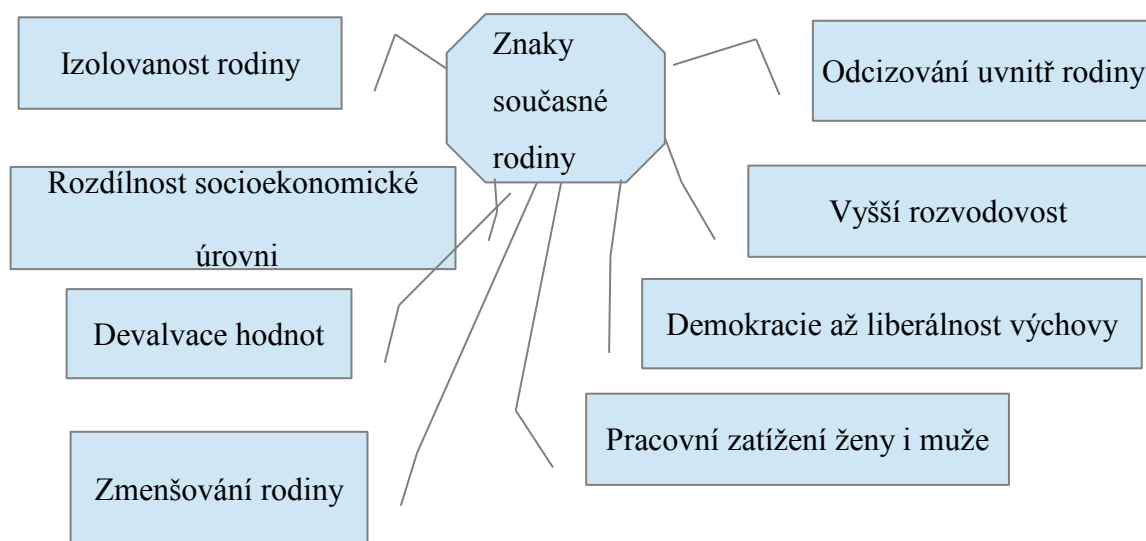 Znaky
současné
rodiny
Izolovanost rodiny
Rozdílnost socioekonomické
úrovni
Devalvace hodnot
Zmenšování rodiny
Odcizování uvnitř rodiny
Vyšší rozvodovost
Demokracie až liberálnost výchovy
Pracovní zatížení ženy i muže